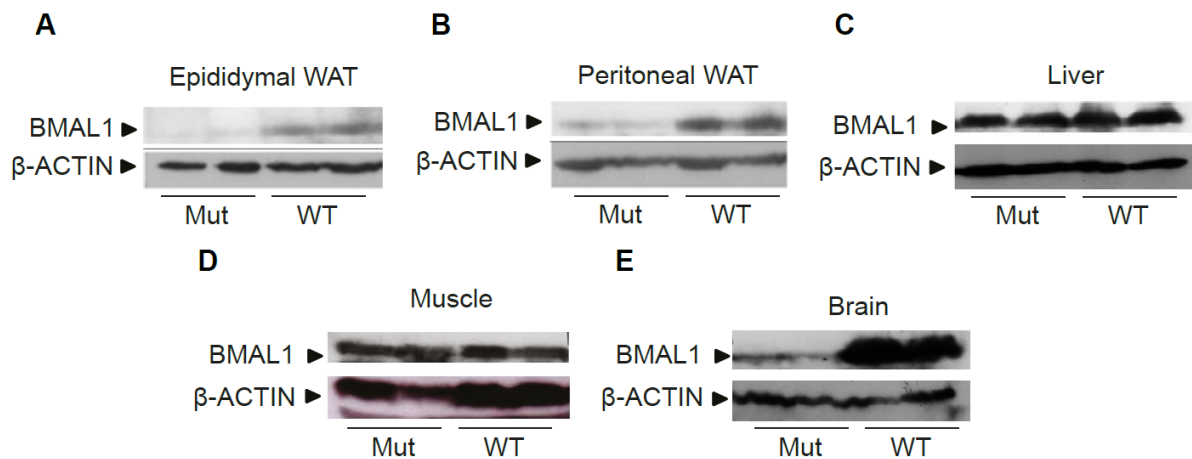 A
Epididymal WAT
BMAL1
β-ACTIN
Mut WT
B
Peritoneal WAT
BMAL1
β-ACTIN
Mut WT
C
Liver
BMAL1
β-ACTIN
Mut WT
D
Muscle
BMAL1
β-ACTIN
Mut WT
E
Brain
BMAL1
β-ACTIN
Mut WT